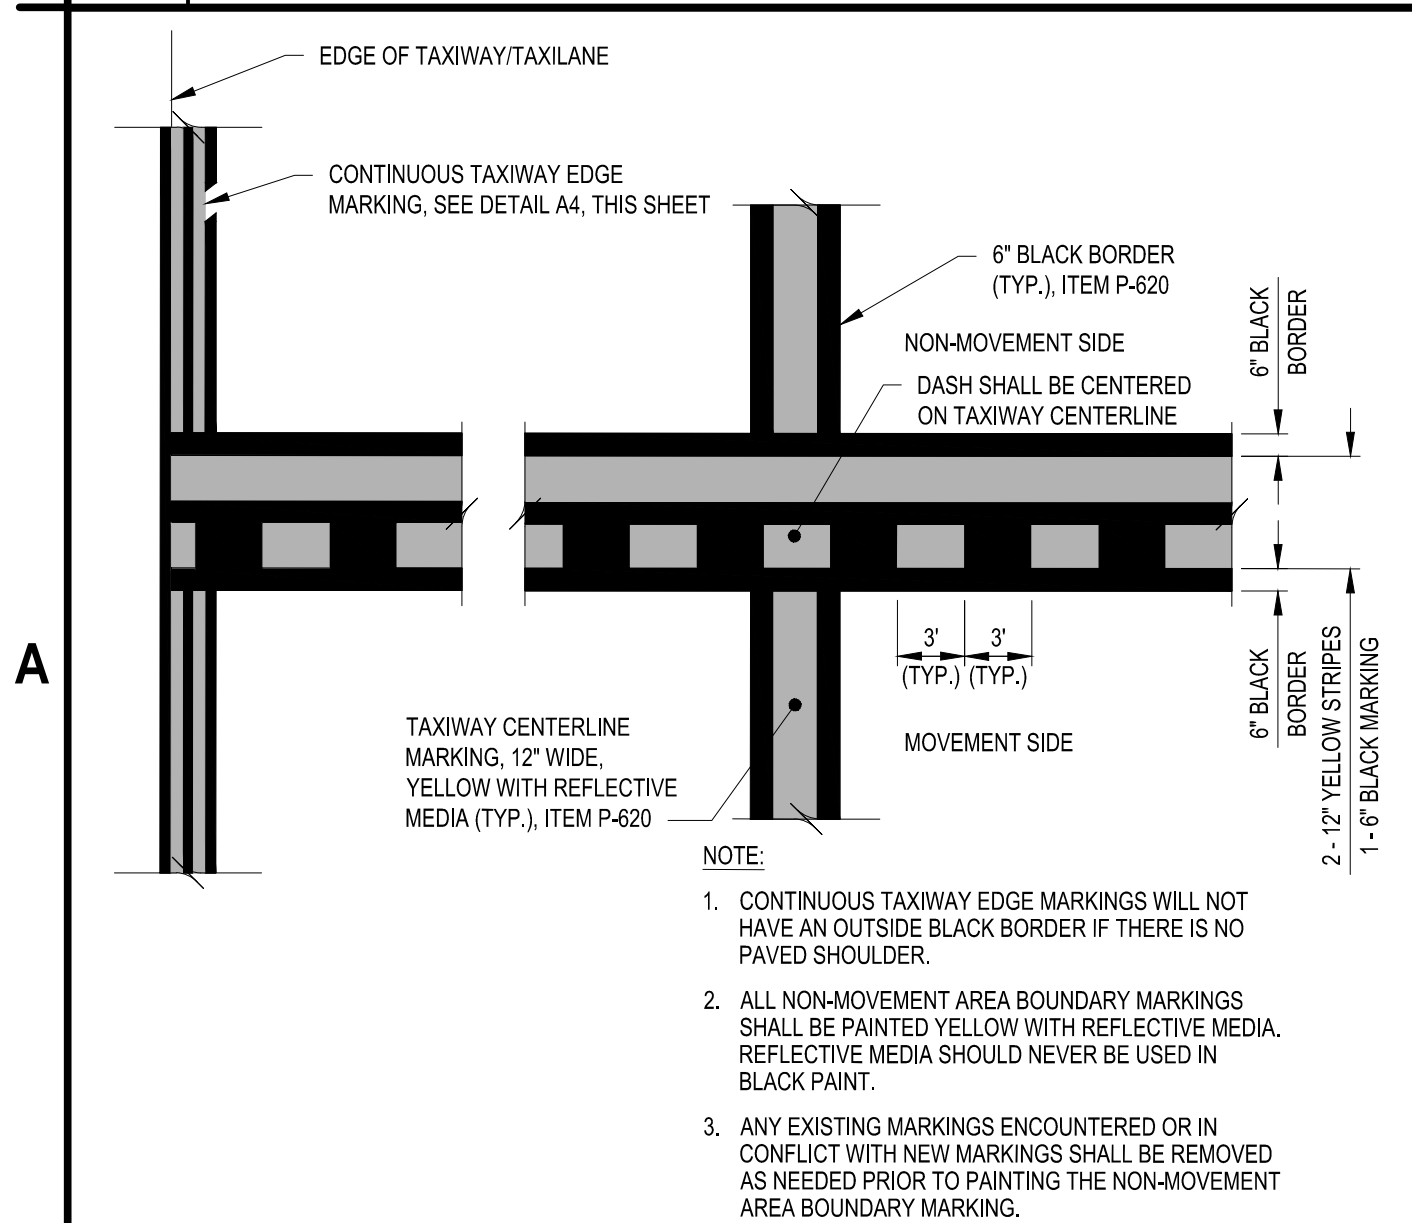 EDGE OF TAXIWAY/TAXILANE
CONTINUOUS TAXIWAY EDGE
MARKING, SEE DETAIL A4, THIS SHEET
6" BLACK BORDER
(TYP.), ITEM P-620
NON-MOVEMENT SIDE
DASH SHALL BE CENTERED
ON TAXIWAY CENTERLINE
6" BLACK
BORDER
3'
(TYP.)
3'
(TYP.)
6" BLACK
BORDER
2 - 12" YELLOW STRIPES
1 - 6" BLACK MARKING
A
TAXIWAY CENTERLINE
MARKING, 12" WIDE,
YELLOW WITH REFLECTIVE
MEDIA (TYP.), ITEM P-620
MOVEMENT SIDE
NOTE:
1. CONTINUOUS TAXIWAY EDGE MARKINGS WILL NOT
HAVE AN OUTSIDE BLACK BORDER IF THERE IS NO
PAVED SHOULDER.
2. ALL NON-MOVEMENT AREA BOUNDARY MARKINGS
SHALL BE PAINTED YELLOW WITH REFLECTIVE MEDIA.
REFLECTIVE MEDIA SHOULD NEVER BE USED IN
BLACK PAINT.
3. ANY EXISTING MARKINGS ENCOUNTERED OR IN
CONFLICT WITH NEW MARKINGS SHALL BE REMOVED
AS NEEDED PRIOR TO PAINTING THE NON-MOVEMENT
AREA BOUNDARY MARKING.